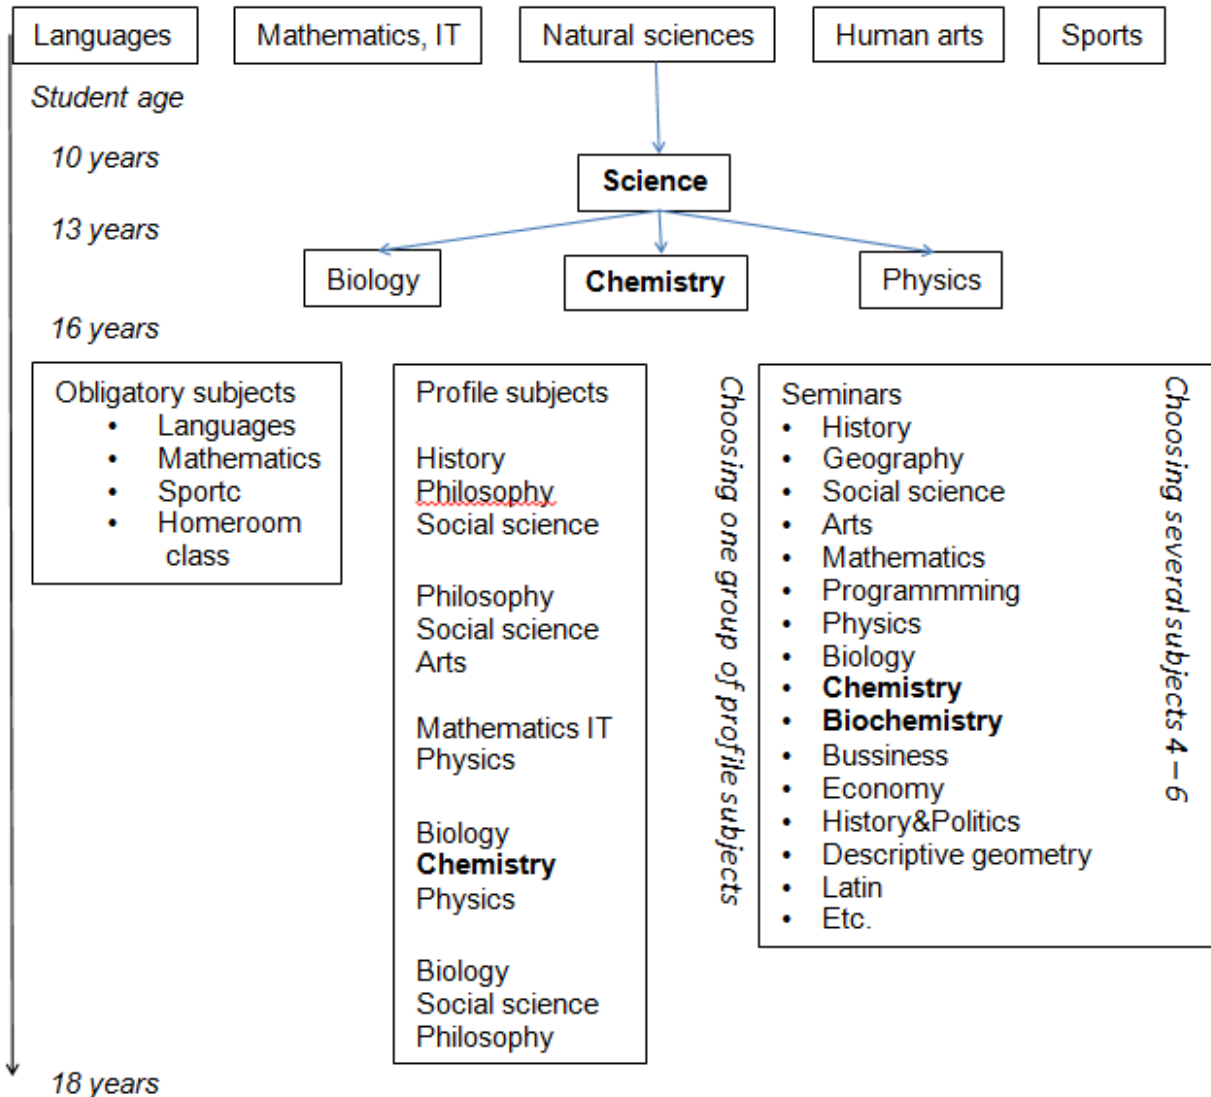 Languages
Mathematics, IT
Natural sciences
Human arts
Sports
Student age
10 years
Science
13 years
Biology
Chemistry
Physics
16 years
Obligatory subjects
• Languages
• Mathematics
• Sportc
• Homeroom
class
Profile subjects
History
Philosophy
Social science
Philosophy
Social science
Arts
Mathematics IT
Physics
Biology
Chemistry
Physics
Biology
Social science
Philosophy
Choosing one group of profile subjects
Seminars
• History
• Geography
• Social science
• Arts
• Mathematics
• Programmming
• Physics
• Biology
• Chemistry
• Biochemistry
• Bussiness
• Economy
• History&Politics
• Descriptive geometry
• Latin
• Etc.
Choosing several subjects 4 – 6
18 years